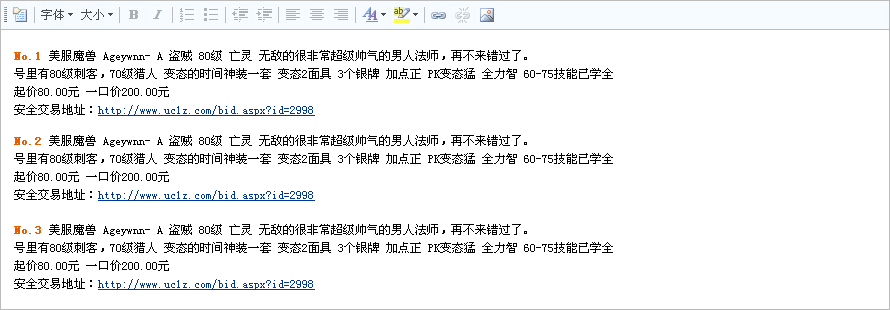 字体 大小 B I A ab
No.1 美服魔兽 Ageywnn- A 盗贼 80级 亡灵 无敌的很非常超级帅气的男人法师，再不来错过了。
号里有80级刺客，70级猎人 变态的时间神装一套 变态2面具 3个银牌 加点正 PK变态猛 全力智 60-75技能已学全
起价80.00元 一口价200.00元
安全交易地址：http://www.uclz.com/bid.aspx?id=2998
No.2 美服魔兽 Ageywnn- A 盗贼 80级 亡灵 无敌的很非常超级帅气的男人法师，再不来错过了。
号里有80级刺客，70级猎人 变态的时间神装一套 变态2面具 3个银牌 加点正 PK变态猛 全力智 60-75技能已学全
起价80.00元 一口价200.00元
安全交易地址：http://www.uclz.com/bid.aspx?id=2998
No.3 美服魔兽 Ageywnn- A 盗贼 80级 亡灵 无敌的很非常超级帅气的男人法师，再不来错过了。
号里有80级刺客，70级猎人 变态的时间神装一套 变态2面具 3个银牌 加点正 PK变态猛 全力智 60-75技能已学全
起价80.00元 一口价200.00元
安全交易地址：http://www.uclz.com/bid.aspx?id=2998